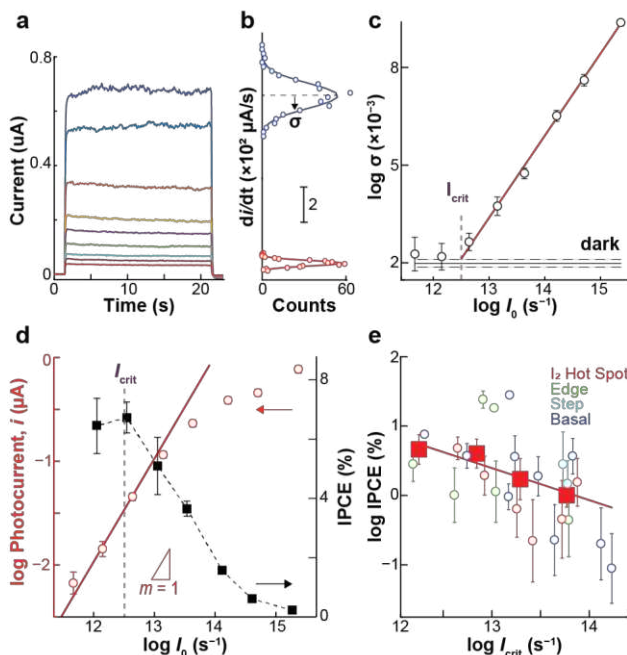 a
Current (uA)
0.8
0.4
0
0
10
20
Time (s)
b
di/dt (×10² µA/s)
σ
2
0
30
60
Counts
c
log σ (×10⁻³)
9
5
2
I_crit
dark
12
13
14
15
log I₀ (s⁻¹)
d
log Photocurrent, i (µA)
0
−1
−2
I_crit
m = 1
12
13
14
15
log I₀ (s⁻¹)
8
4
0
IPCE (%)
e
log IPCE (%)
1
0
−1
I₂ Hot Spot
Edge
Step
Basal
12
13
14
log I_crit (s⁻¹)